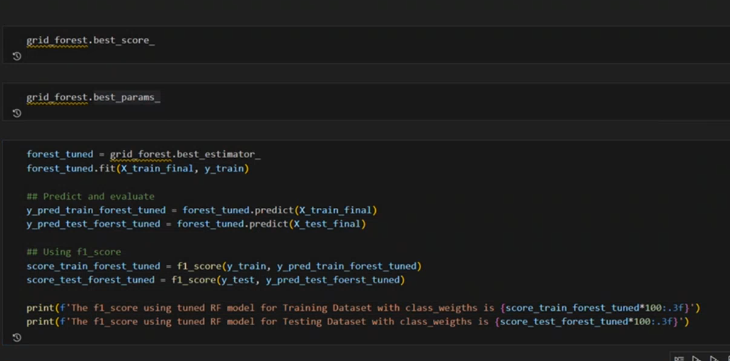 grid_forest.best_score_
grid_forest.best_params_
forest_tuned = grid_forest.best_estimator_
forest_tuned.fit(X_train_final, y_train)
## Predict and evaluate
y_pred_train_forest_tuned = forest_tuned.predict(X_train_final)
y_pred_test_foerst_tuned = forest_tuned.predict(X_test_final)
## Using f1_score
score_train_forest_tuned = f1_score(y_train, y_pred_train_forest_tuned)
score_test_forest_tuned = f1_score(y_test, y_pred_test_foerst_tuned)
print(f'The f1_score using tuned RF model for Training Dataset with class_weigths is {score_train_forest_tuned*100:.3f}')
print(f'The f1_score using tuned RF model for Testing Dataset with class_weigths is {score_test_forest_tuned*100:.3f}')